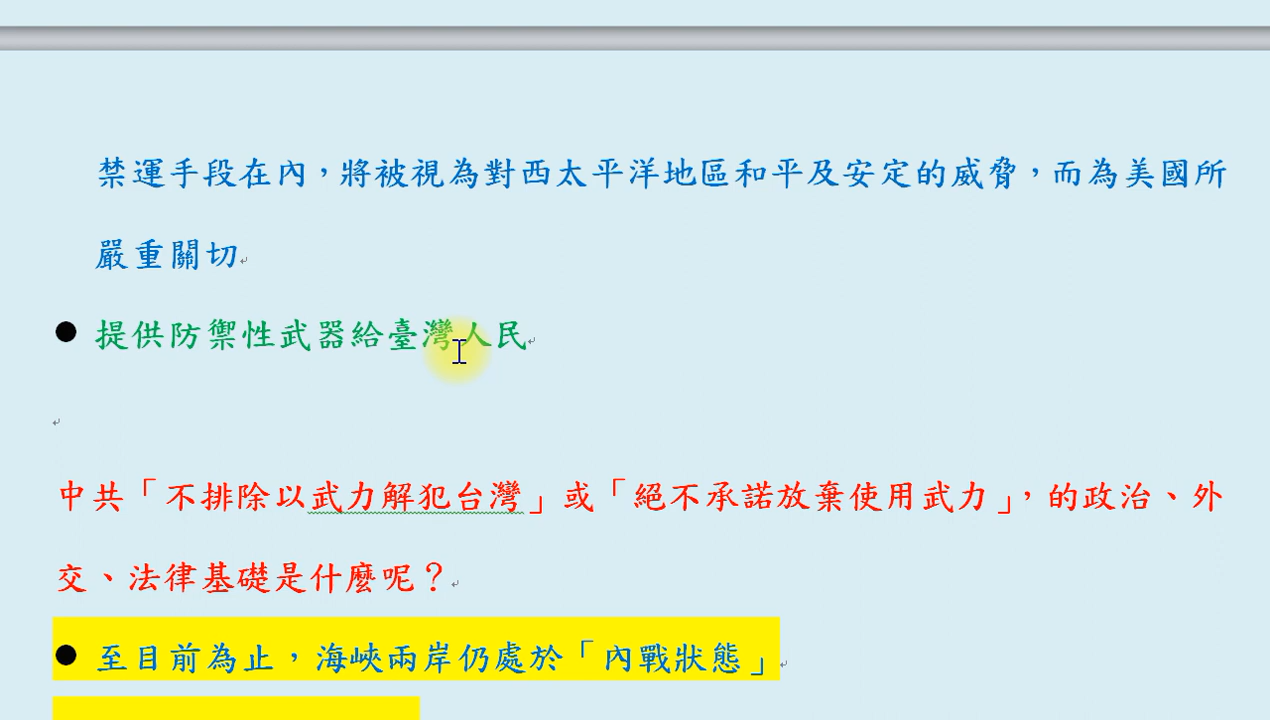 禁運手段在內，將被視為對西太平洋地區和平及安定的威脅，而為美國所
嚴重關切
● 提供防禦性武器給臺灣人民
中共「不排除以武力解犯台灣」或「絕不承諾放棄使用武力」，的政治、外
交、法律基礎是什麼呢？
● 至目前為止，海峽兩岸仍處於「內戰狀態」